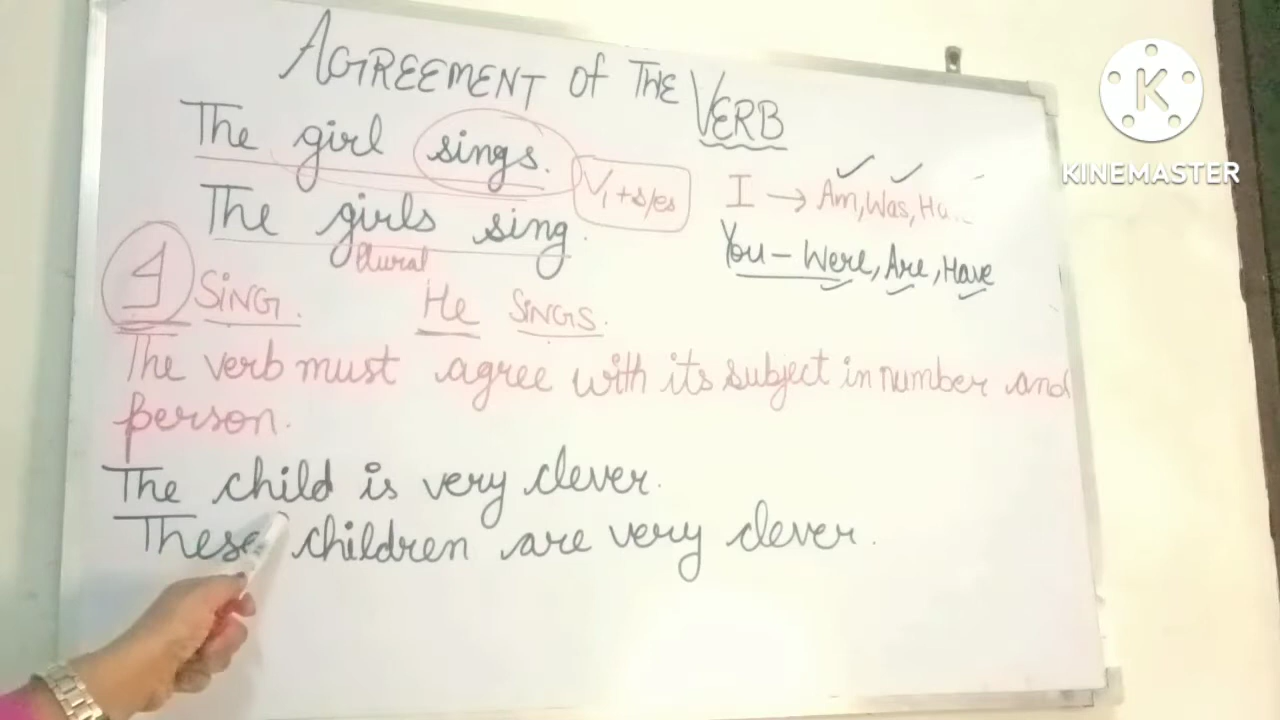 AGREEMENT of THE VERB
The girl sings.
V1+s/es
The girls sing.
Plural
I → Am, Was, Ha
You – Were, Are, Have
I SING. He SINGS.
The verb must agree with its subject in number and
person.
The child is very clever.
These children are very clever.
K
KINEMASTER